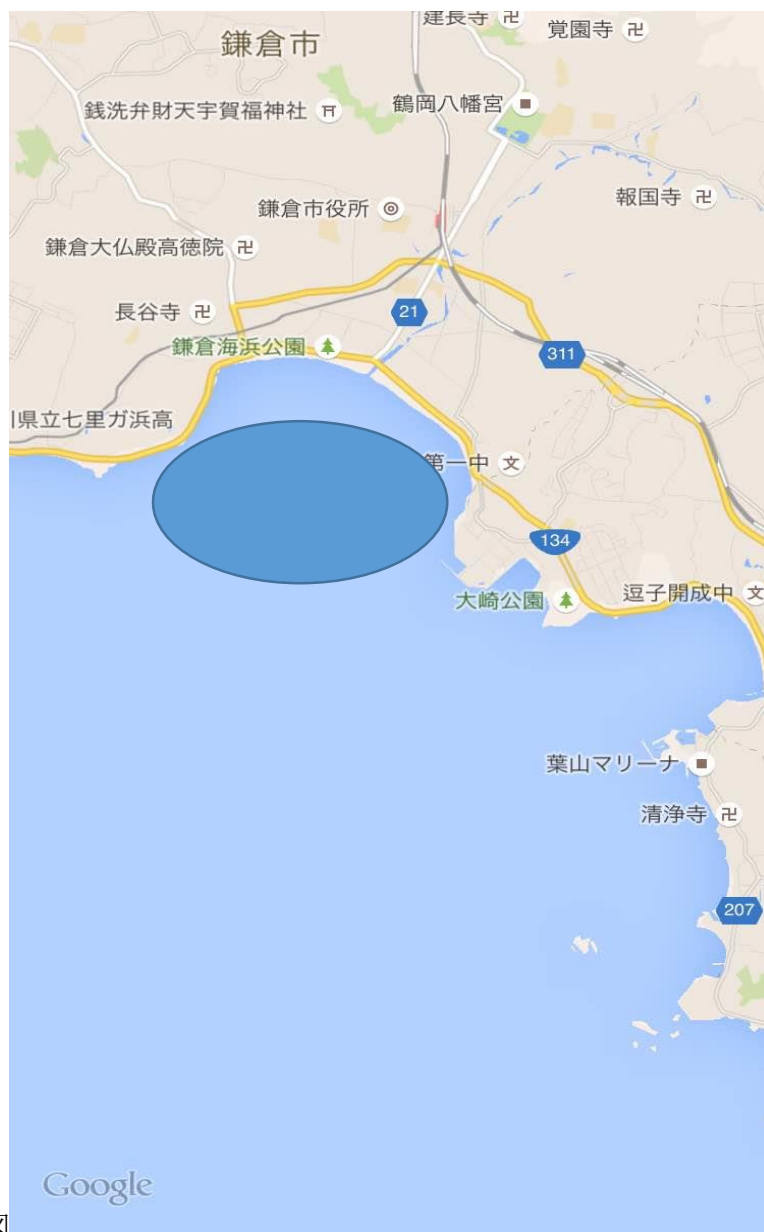 建長寺
覚園寺
鎌倉市
銭洗弁財天宇賀福神社
鶴岡八幡宮
報国寺
鎌倉市役所
鎌倉大仏殿高徳院
長谷寺
21
鎌倉海浜公園
311
川県立七里ガ浜高
第一中
134
大崎公園
逗子開成中
葉山マリーナ
清浄寺
207
Google
図